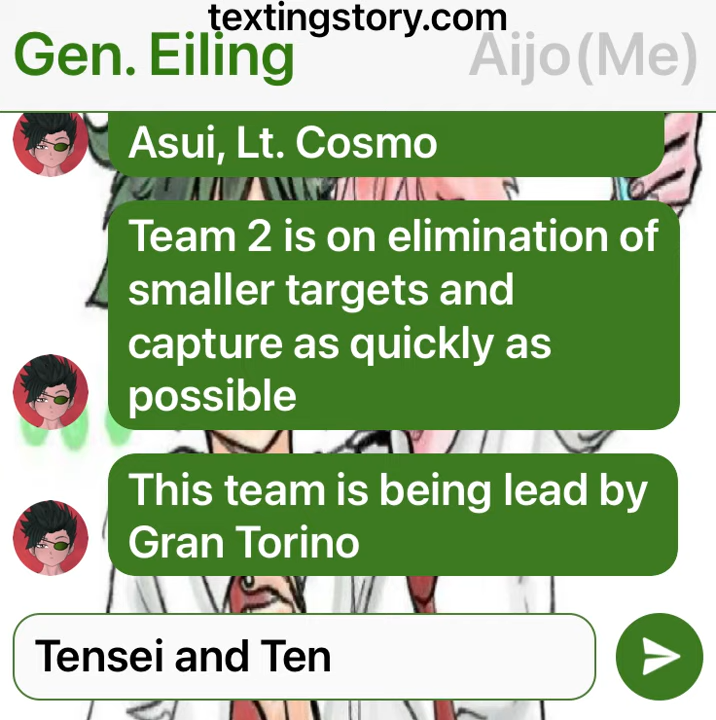 textingstory.com
Gen. Eiling
Aijo(Me)
Asui, Lt. Cosmo
Team 2 is on elimination of
smaller targets and
capture as quickly as
possible
This team is being lead by
Gran Torino
Tensei and Ten